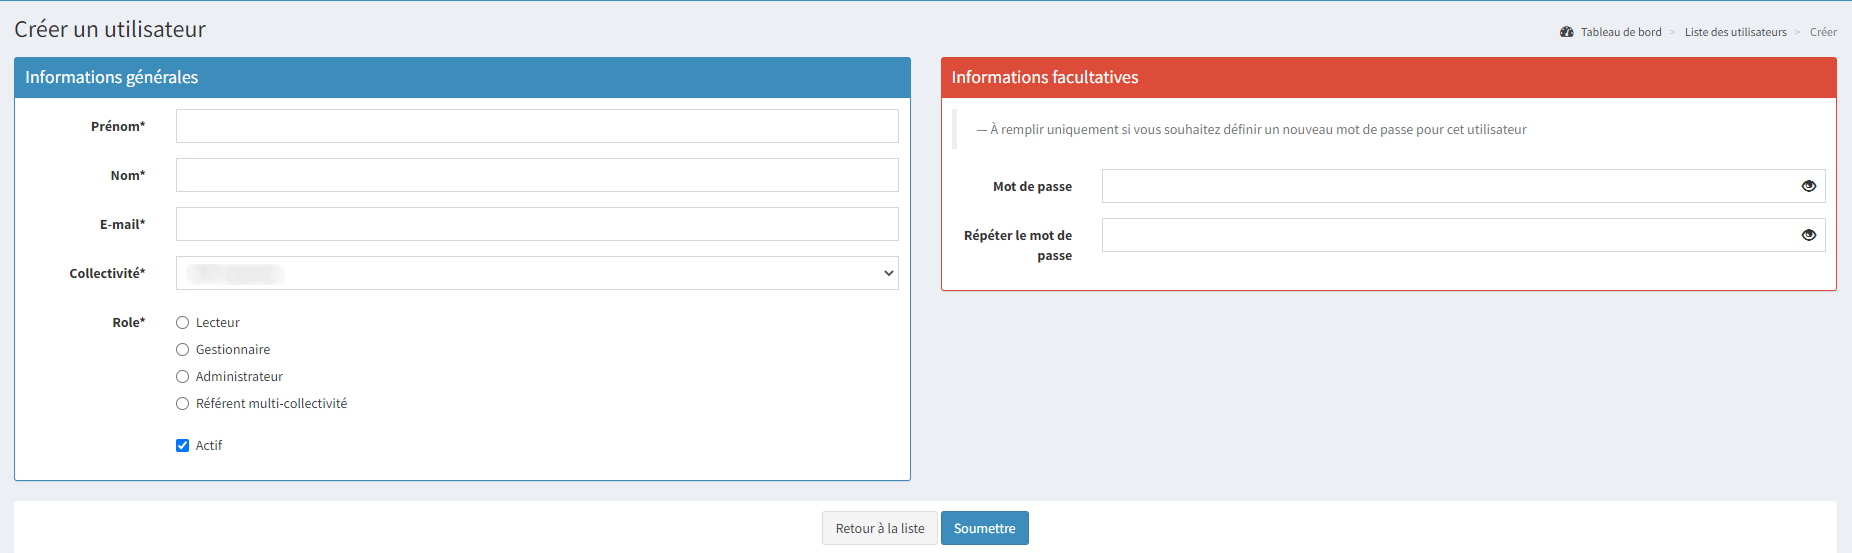 Créer un utilisateur
Tableau de bord > Liste des utilisateurs > Créer
Informations générales
Prénom*
Nom*
E-mail*
Collectivité*
Role*
Lecteur
Gestionnaire
Administrateur
Référent multi-collectivité
Actif
Informations facultatives
— À remplir uniquement si vous souhaitez définir un nouveau mot de passe pour cet utilisateur
Mot de passe
Répéter le mot de
passe
Retour à la liste
Soumettre